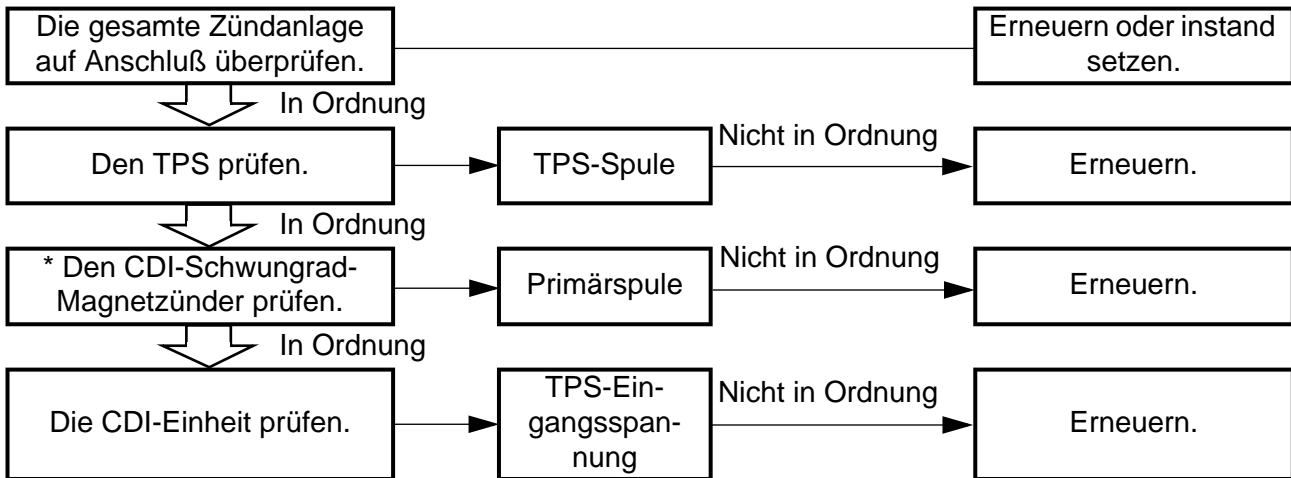 Die gesamte Zündanlage
auf Anschluß überprüfen.
Erneuern oder instand
setzen.
In Ordnung
Den TPS prüfen.
TPS-Spule
Nicht in Ordnung
Erneuern.
In Ordnung
* Den CDI-Schwungrad-
Magnetzünder prüfen.
Primärspule
Nicht in Ordnung
Erneuern.
In Ordnung
Die CDI-Einheit prüfen.
TPS-Ein-
gangsspan-
nung
Nicht in Ordnung
Erneuern.